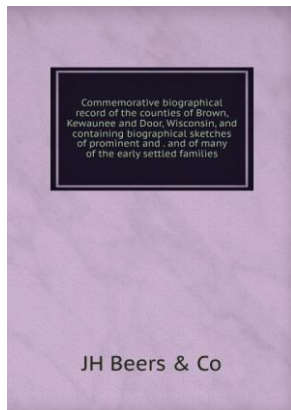 Commemorative biographical
record of the counties of Brown,
Kewaunee and Door, Wisconsin, and
containing biographical sketches
of prominent and . and of many
of the early settled families
JH Beers & Co